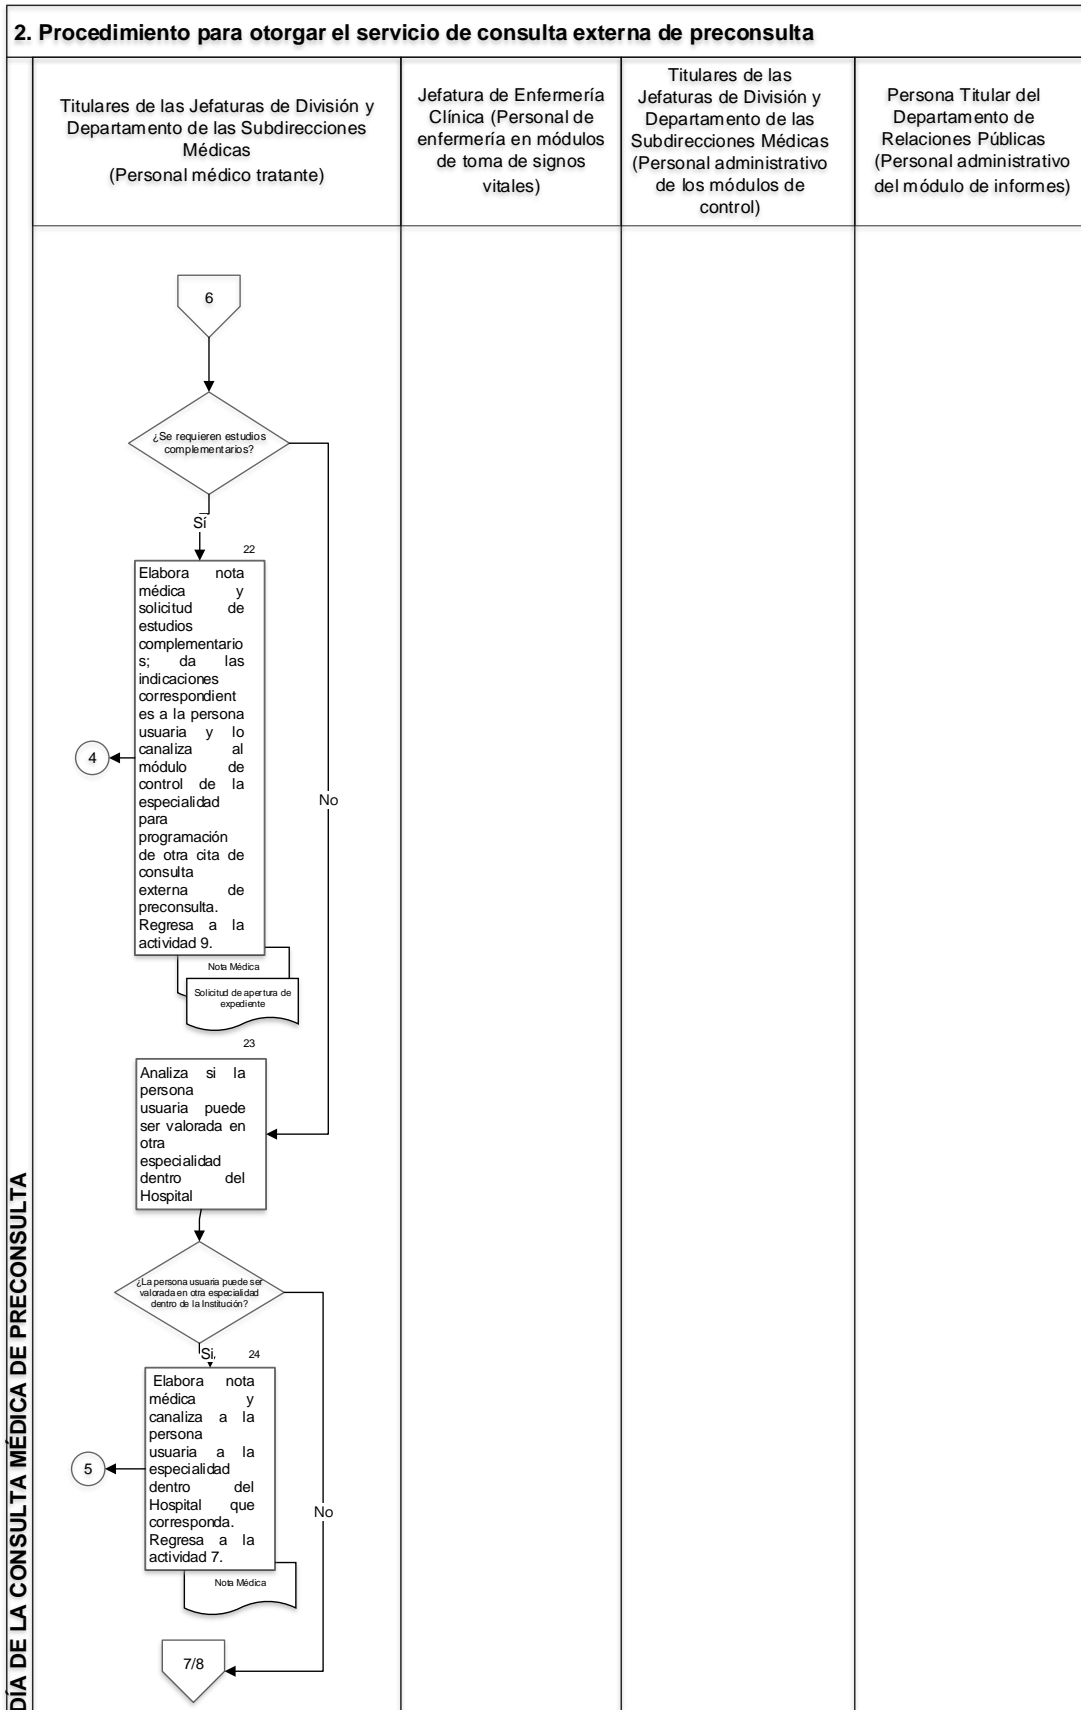 2. Procedimiento para otorgar el servicio de consulta externa de preconsulta
Titulares de las Jefaturas de División y
Departamento de las Subdirecciones
Médicas
(Personal médico tratante)
Jefatura de Enfermería
Clínica (Personal de
enfermería en módulos
de toma de signos
vitales)
Titulares de las
Jefaturas de División y
Departamento de las
Subdirecciones Médicas
(Personal administrativo
de los módulos de
control)
Persona Titular del
Departamento de
Relaciones Públicas
(Personal administrativo
del módulo de informes)
DÍA DE LA CONSULTA MÉDICA DE PRECONSULTA
6
¿Se requieren estudios
complementarios?
Sí
No
22
Elabora nota
médica y
solicitud de
estudios
complementario
s; da las
indicaciones
correspondient
es a la persona
usuaria y lo
canaliza al
módulo de
control de la
especialidad
para
programación
de otra cita de
consulta
externa de
preconsulta.
Regresa a la
actividad 9.
4
Nota Médica
Solicitud de apertura de
expediente
23
Analiza si la
persona
usuaria puede
ser valorada en
otra
especialidad
dentro del
Hospital
¿La persona usuaria puede ser
valorada en otra especialidad
dentro de la Institución?
Si,
No
24
Elabora nota
médica y
canaliza a la
persona
usuaria a la
especialidad
dentro del
Hospital que
corresponda.
Regresa a la
actividad 7.
5
Nota Médica
7/8